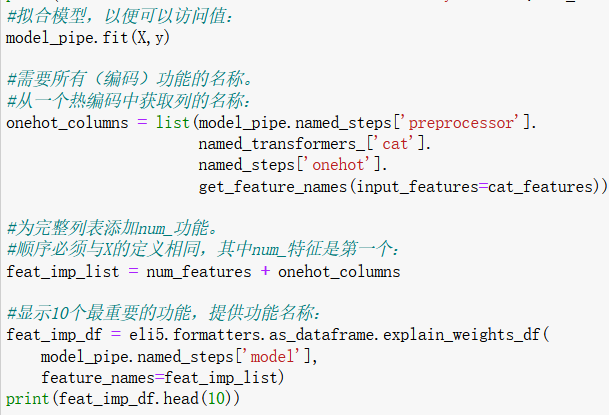 #拟合模型，以便可以访问值：
model_pipe.fit(X,y)
#需要所有（编码）功能的名称。
#从一个热编码中获取列的名称：
onehot_columns = list(model_pipe.named_steps['preprocessor'].
named_transformers_['cat'].
named_steps['onehot'].
get_feature_names(input_features=cat_features))
#为完整列表添加num_功能。
#顺序必须与X的定义相同，其中num_特征是第一个：
feat_imp_list = num_features + onehot_columns
#显示10个最重要的功能，提供功能名称：
feat_imp_df = eli5.formatters.as_dataframe.explain_weights_df(
model_pipe.named_steps['model'],
feature_names=feat_imp_list)
print(feat_imp_df.head(10))